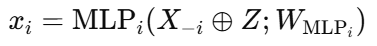 x_i = MLP_i(X_{-i} ⊕ Z; W_{MLP_i})